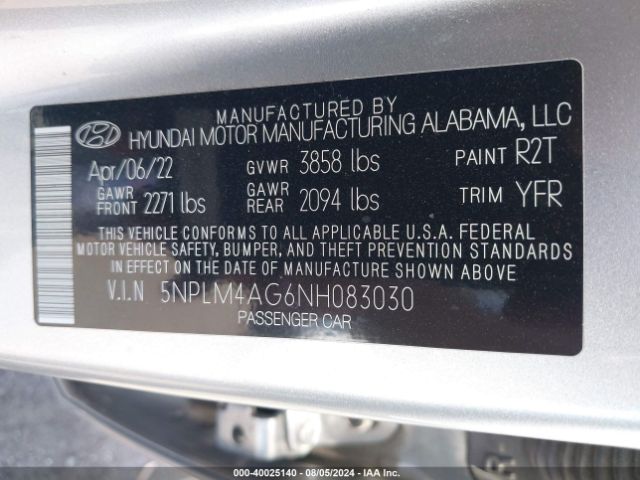 MANUFACTURED BY
HYUNDAI MOTOR MANUFACTURING ALABAMA, LLC
Apr/06/22 GVWR 3858 lbs PAINT R2T
GAWR FRONT 2271 lbs GAWR REAR 2094 lbs TRIM YFR
THIS VEHICLE CONFORMS TO ALL APPLICABLE U.S.A. FEDERAL
MOTOR VEHICLE SAFETY, BUMPER, AND THEFT PREVENTION STANDARDS
IN EFFECT ON THE DATE OF MANUFACTURE SHOWN ABOVE.
V.I.N 5NPLM4AG6NH083030
PASSENGER CAR
R
000-40025140 - 08/05/2024 - IAA Inc.